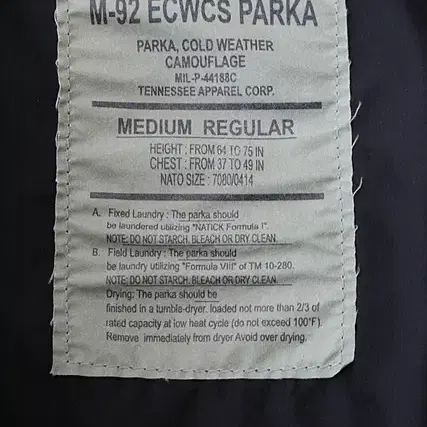 M-92 ECWCS PARKA
PARKA, COLD WEATHER
CAMOUFLAGE
MIL-P-44188C
TENNESSEE APPAREL CORP.
MEDIUM REGULAR
HEIGHT : FROM 64 TO 75 IN
CHEST : FROM 37 TO 49 IN
NATO SIZE : 7080/0414
A. Fixed Laundry : The parka should
be laundered utilizing "NATICK Formula I".
NOTE: DO NOT STARCH. BLEACH OR DRY CLEAN.
B. Field Laundry : The parka should
be laundry utilizing "Formula VIII" of TM 10-280.
NOTE: DO NOT STARCH. BLEACH OR DRY CLEAN.
Drying: The parka should be
finished in a tumble-dryer. loaded not more than 2/3 of
rated capacity at low heat cycle (do not exceed 100°F).
Remove immediately from dryer Avoid over drying.